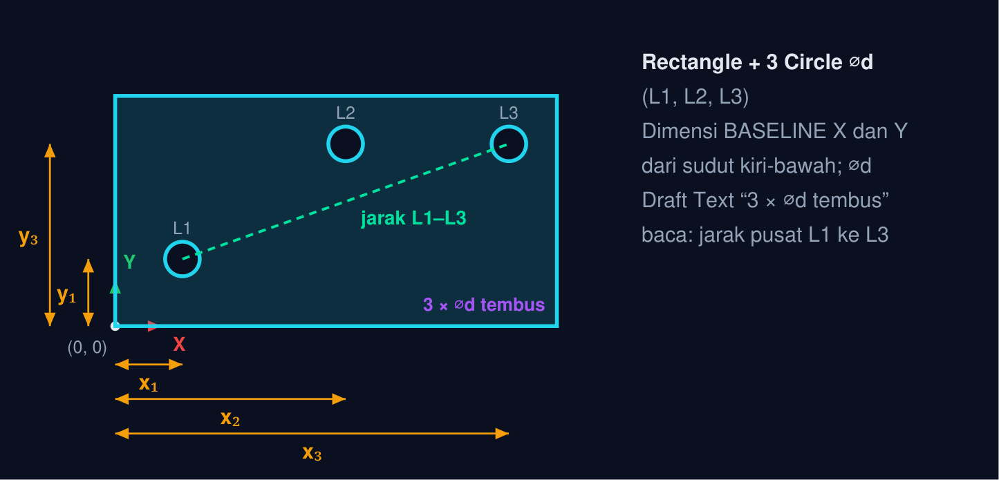 Rectangle + 3 Circle ⌀d
(L1, L2, L3)
Dimensi BASELINE X dan Y
dari sudut kiri-bawah; ⌀d
Draft Text “3 × ⌀d tembus”
baca: jarak pusat L1 ke L3
L2
L3
jarak L1–L3
L1
y₃
Y
y₁
3 × ⌀d tembus
(0, 0)
X
x₁
x₂
x₃